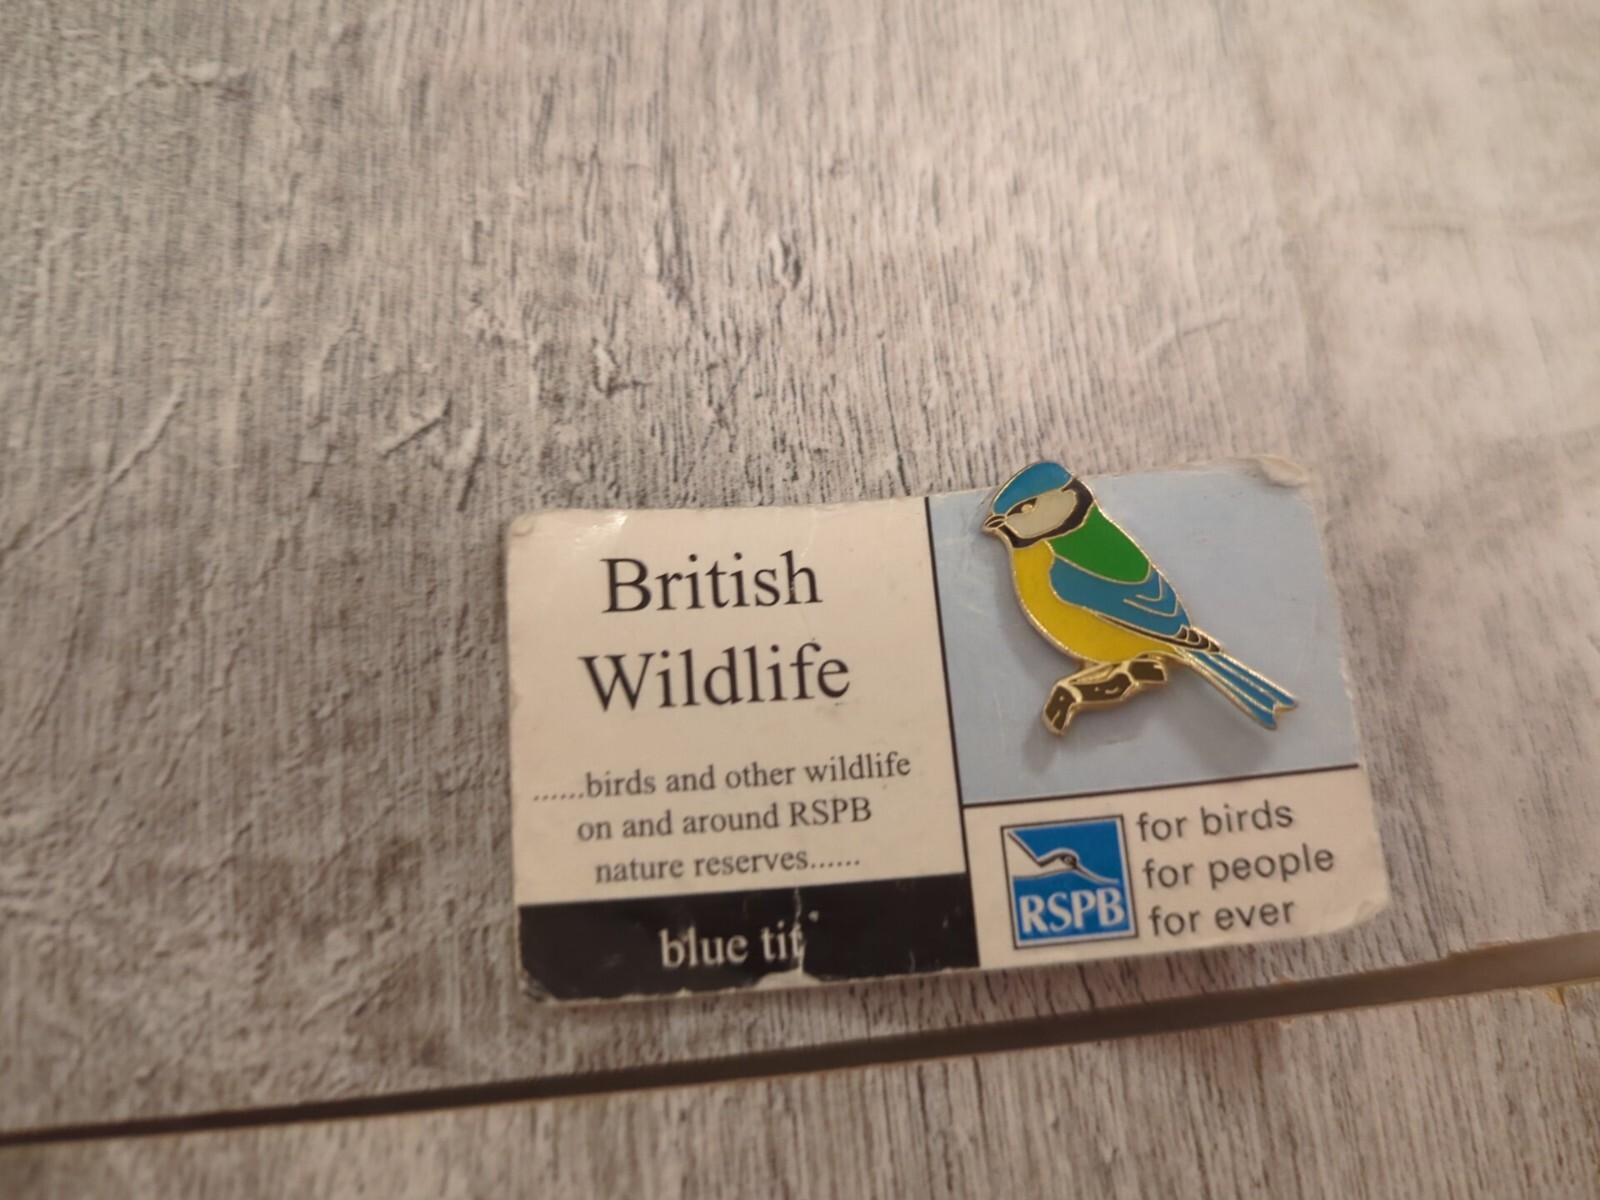 British
Wildlife
......birds and other wildlife
on and around RSPB
nature reserves......
blue tit
RSPB
for birds
for people
for ever